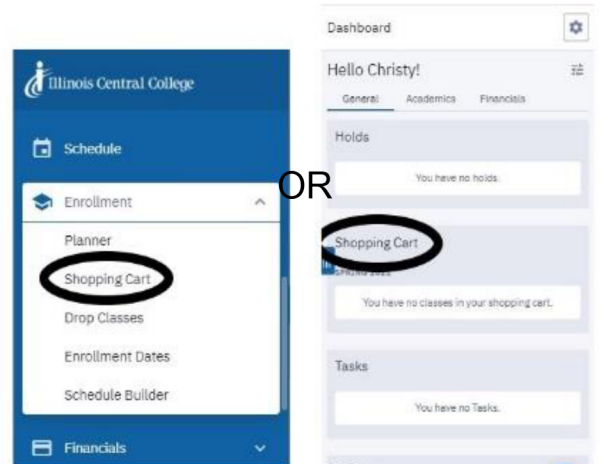 Illinois Central College
Schedule
Enrollment
Planner
Shopping Cart
Drop Classes
Enrollment Dates
Schedule Builder
Financials
OR
Dashboard
Hello Christy!
General Academics Financials
Holds
You have no holds.
Shopping Cart
You have no classes in your shopping cart.
Tasks
You have no Tasks.